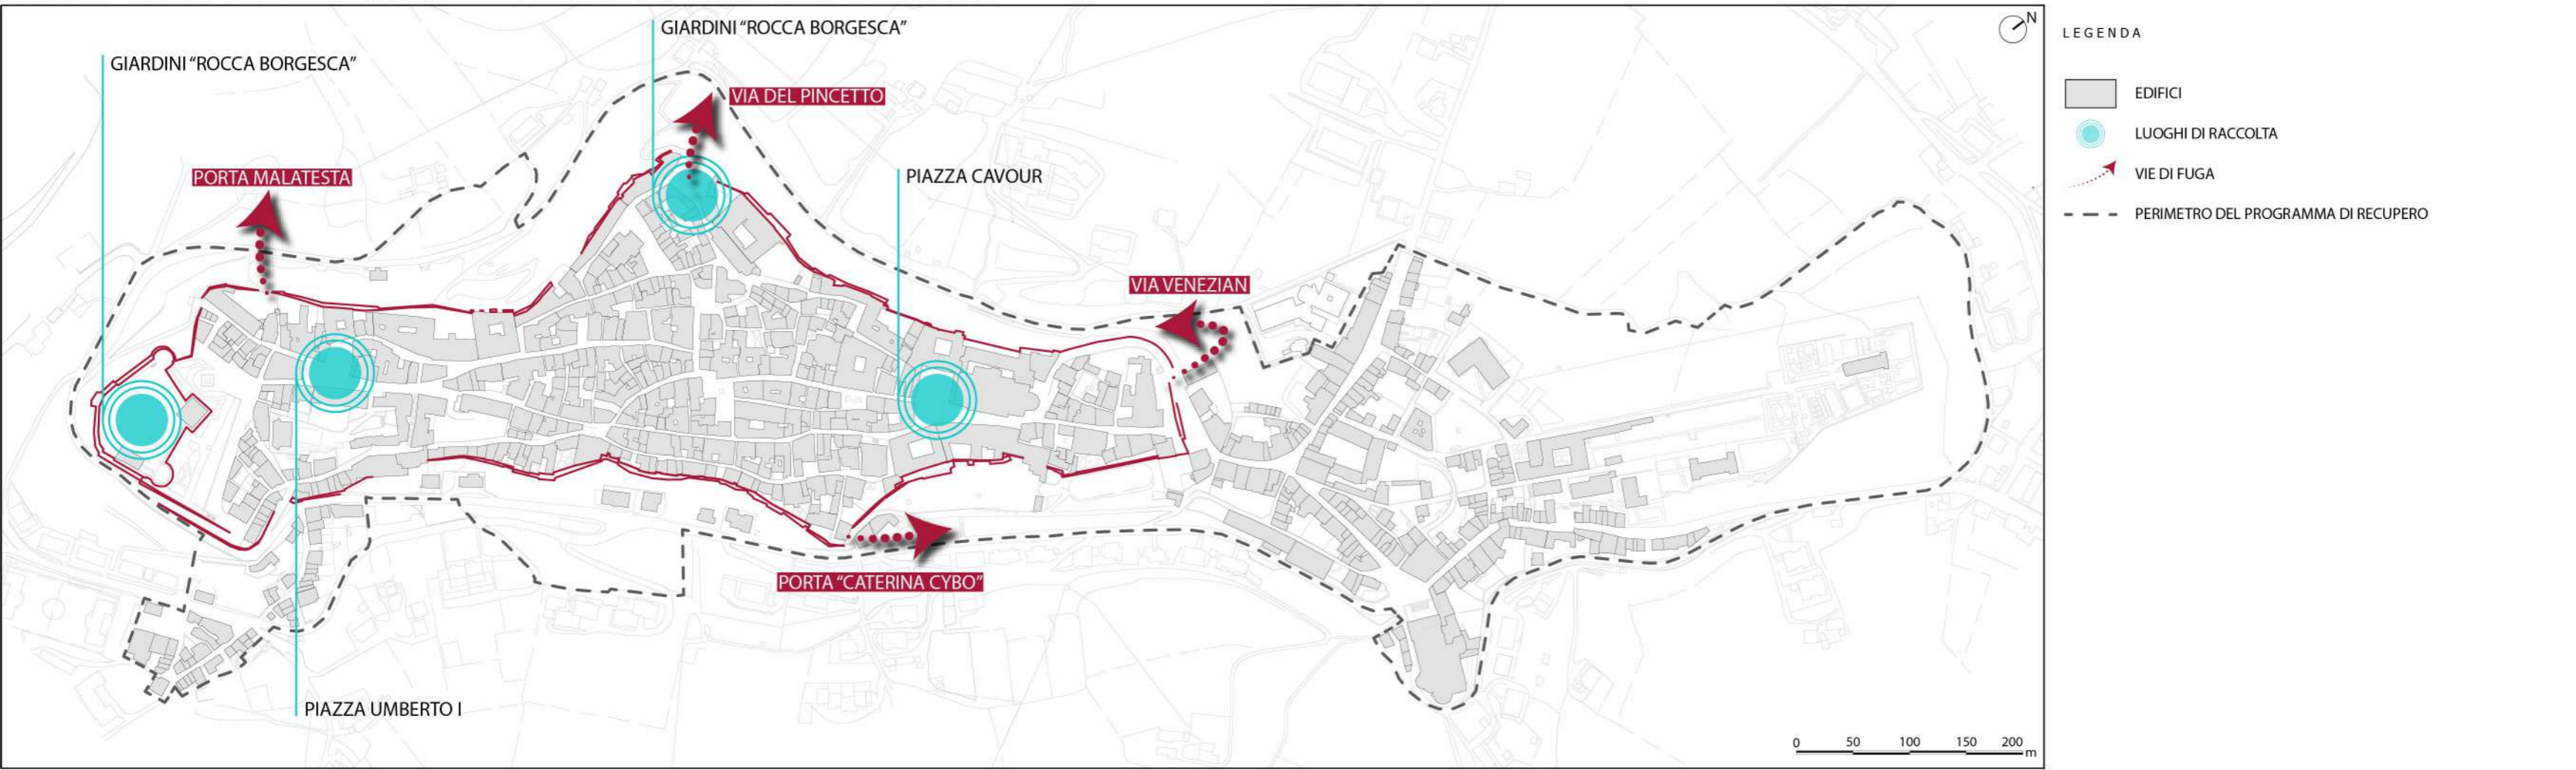 GIARDINI “ROCCA BORGESCA”
GIARDINI “ROCCA BORGESCA”
VIA DEL PINCETTO
PORTA MALATESTA
PIAZZA CAVOUR
VIA VENEZIAN
PORTA “CATERINA CYBO”
PIAZZA UMBERTO I
N
0 50 100 150 200 m
LEGENDA
EDIFICI
LUOGHI DI RACCOLTA
VIE DI FUGA
PERIMETRO DEL PROGRAMMA DI RECUPERO